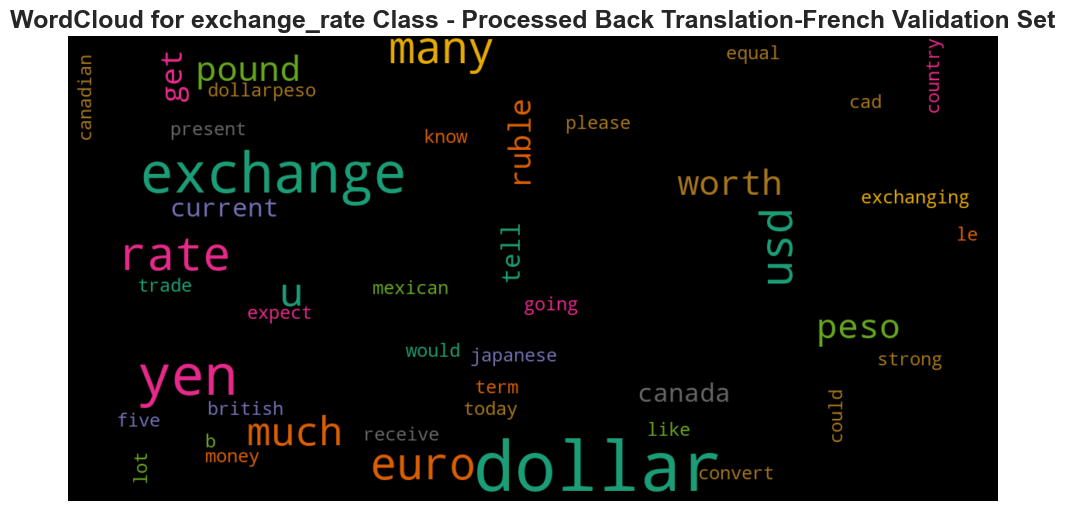 WordCloud for exchange_rate Class - Processed Back Translation-French Validation Set
many
equal
canadian
get
pound
dollarpeso
country
cad
present
know
ruble
please
exchange
current
worth
exchanging
usd
le
rate
tell
trade
u
mexican
going
expect
peso
would
japanese
strong
yen
term
canada
could
british
today
five
much
receive
like
b
money
lot
euro
dollar
convert